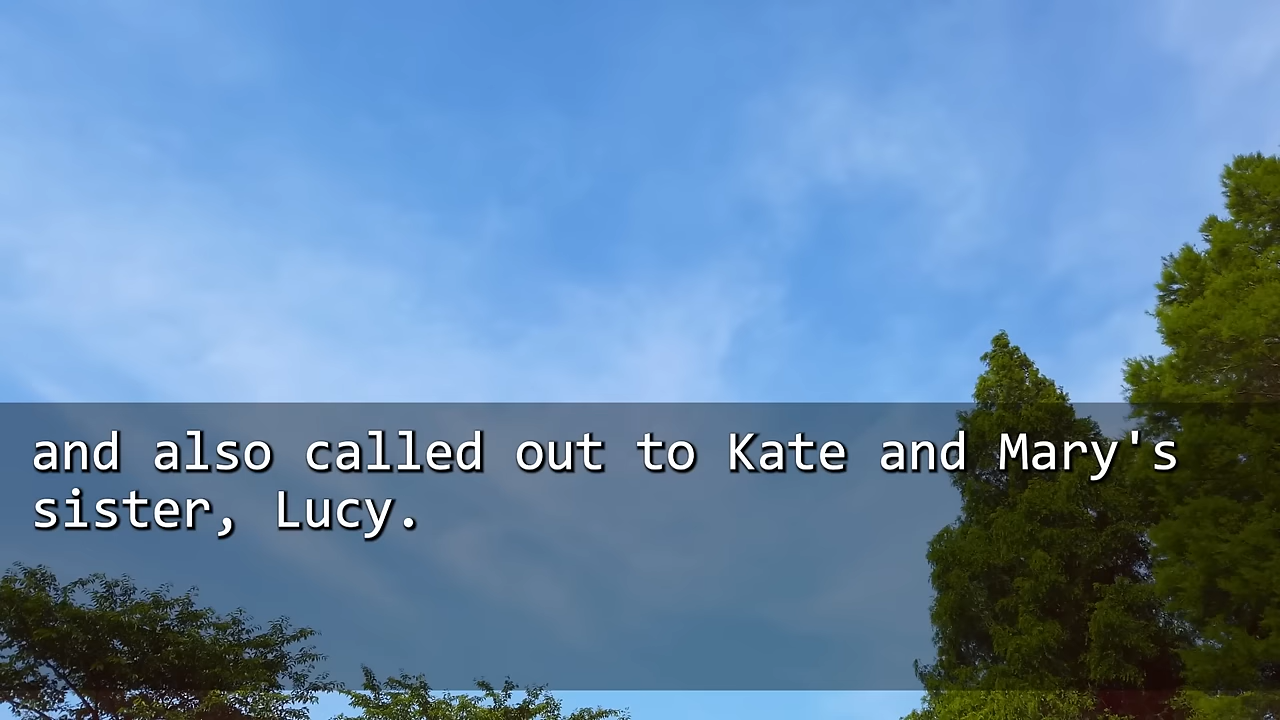 and also called out to Kate and Mary's
sister, Lucy.